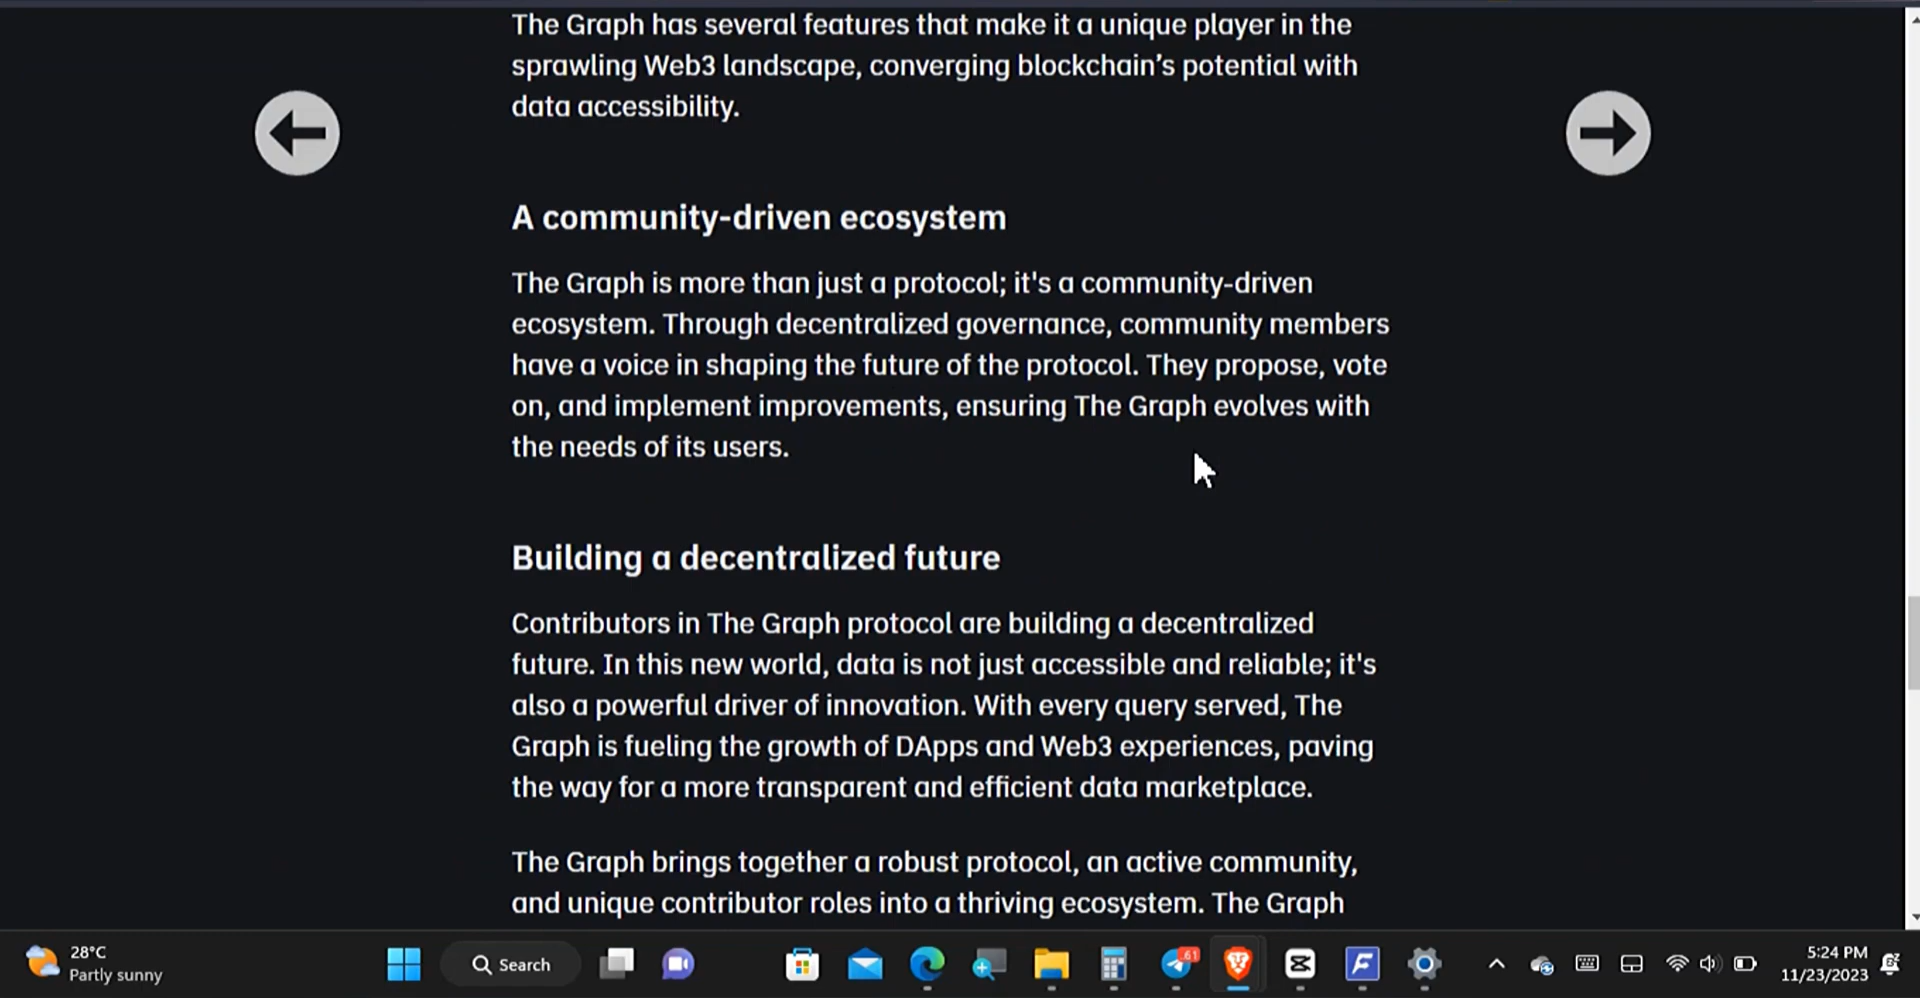 The Graph has several features that make it a unique player in the
sprawling Web3 landscape, converging blockchain’s potential with
data accessibility.
A community-driven ecosystem
The Graph is more than just a protocol; it's a community-driven
ecosystem. Through decentralized governance, community members
have a voice in shaping the future of the protocol. They propose, vote
on, and implement improvements, ensuring The Graph evolves with
the needs of its users.
Building a decentralized future
Contributors in The Graph protocol are building a decentralized
future. In this new world, data is not just accessible and reliable; it's
also a powerful driver of innovation. With every query served, The
Graph is fueling the growth of DApps and Web3 experiences, paving
the way for a more transparent and efficient data marketplace.
The Graph brings together a robust protocol, an active community,
and unique contributor roles into a thriving ecosystem. The Graph
28°C
Partly sunny
Search
61
5:24 PM
11/23/2023